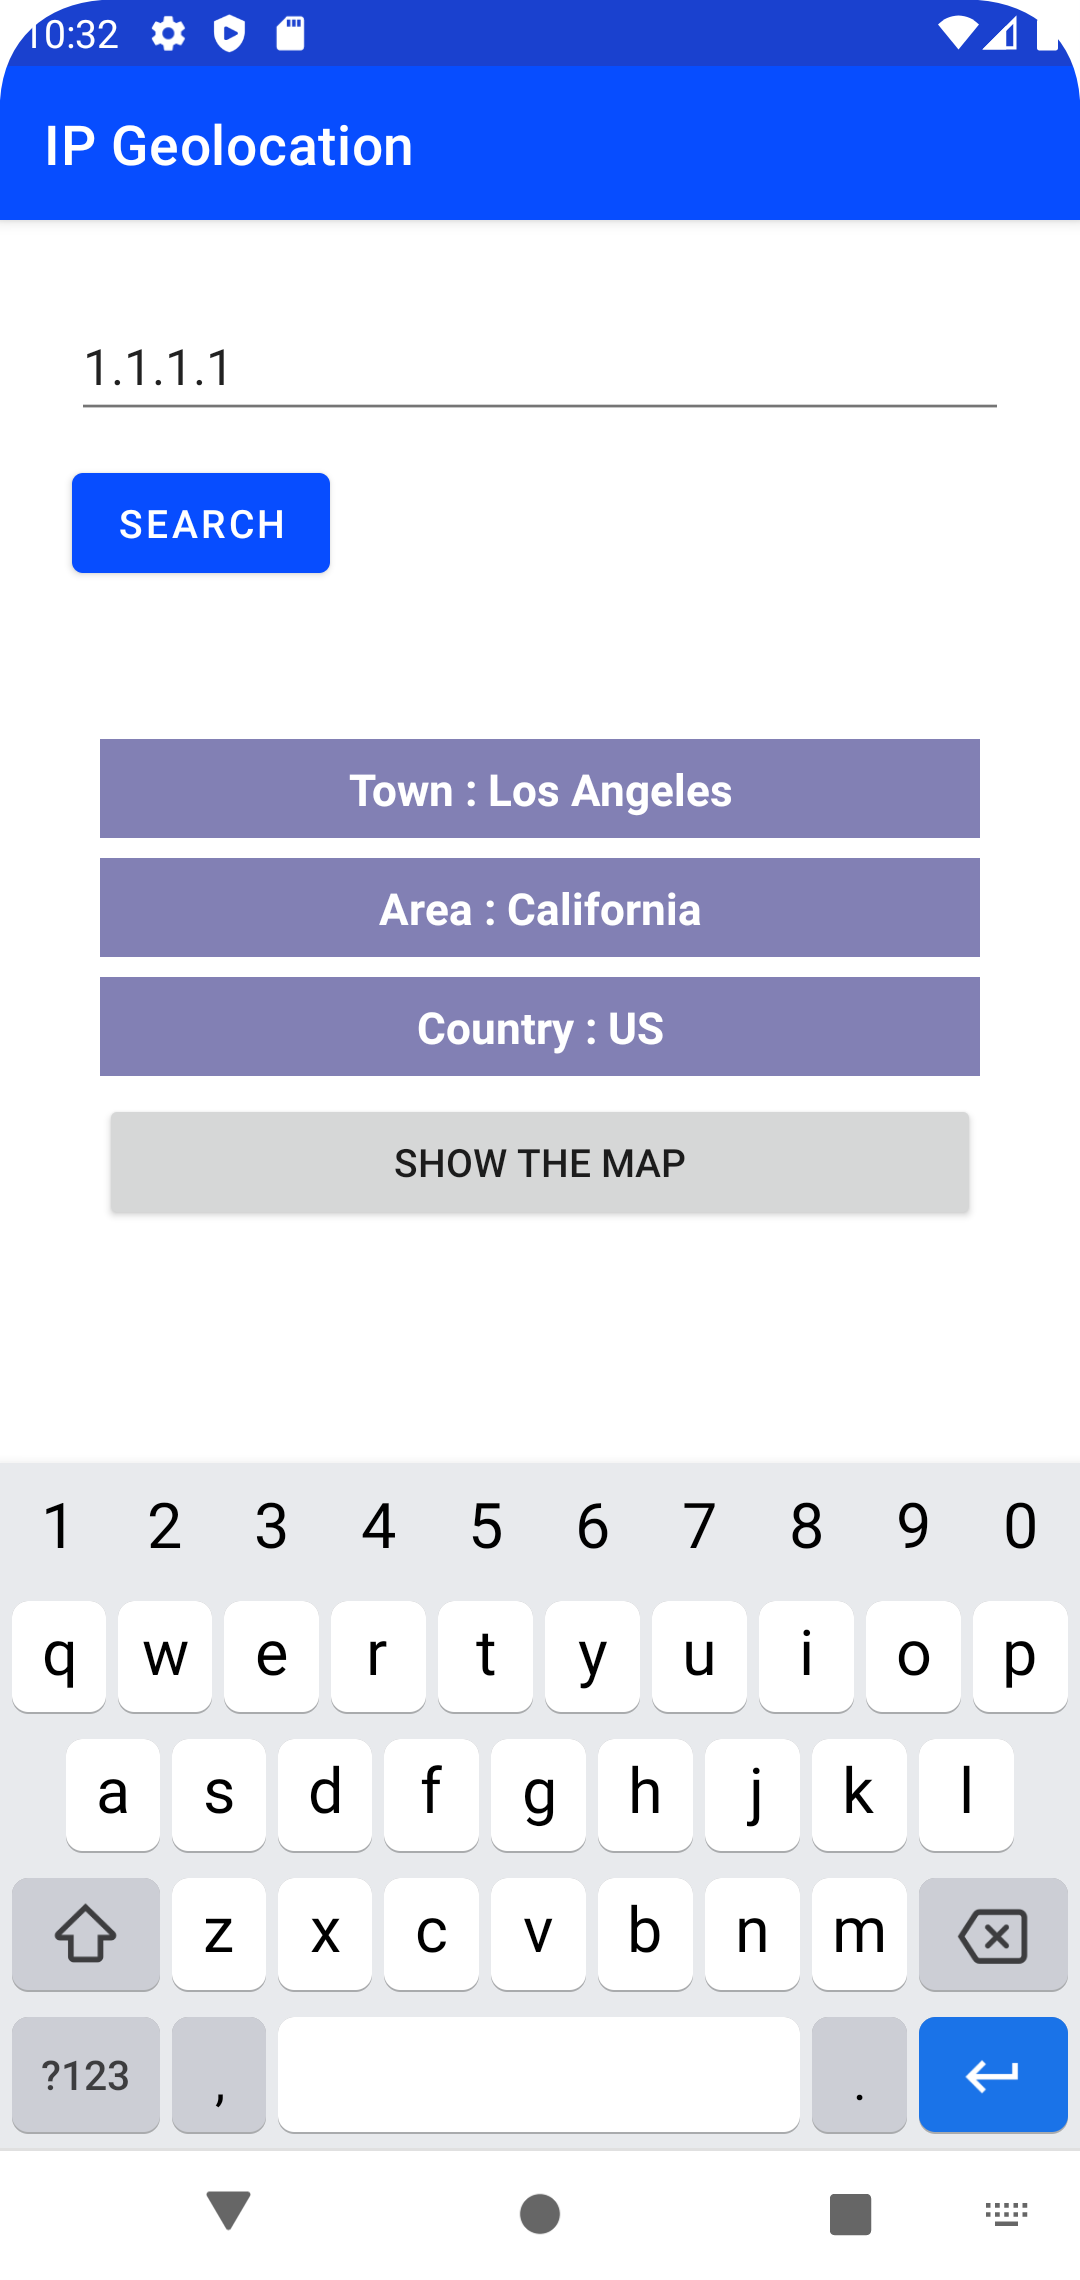 10:32
IP Geolocation
1.1.1.1
SEARCH
Town : Los Angeles
Area : California
Country : US
SHOW THE MAP
1 2 3 4 5 6 7 8 9 0
q w e r t y u i o p
a s d f g h j k l
z x c v b n m
?123 , .